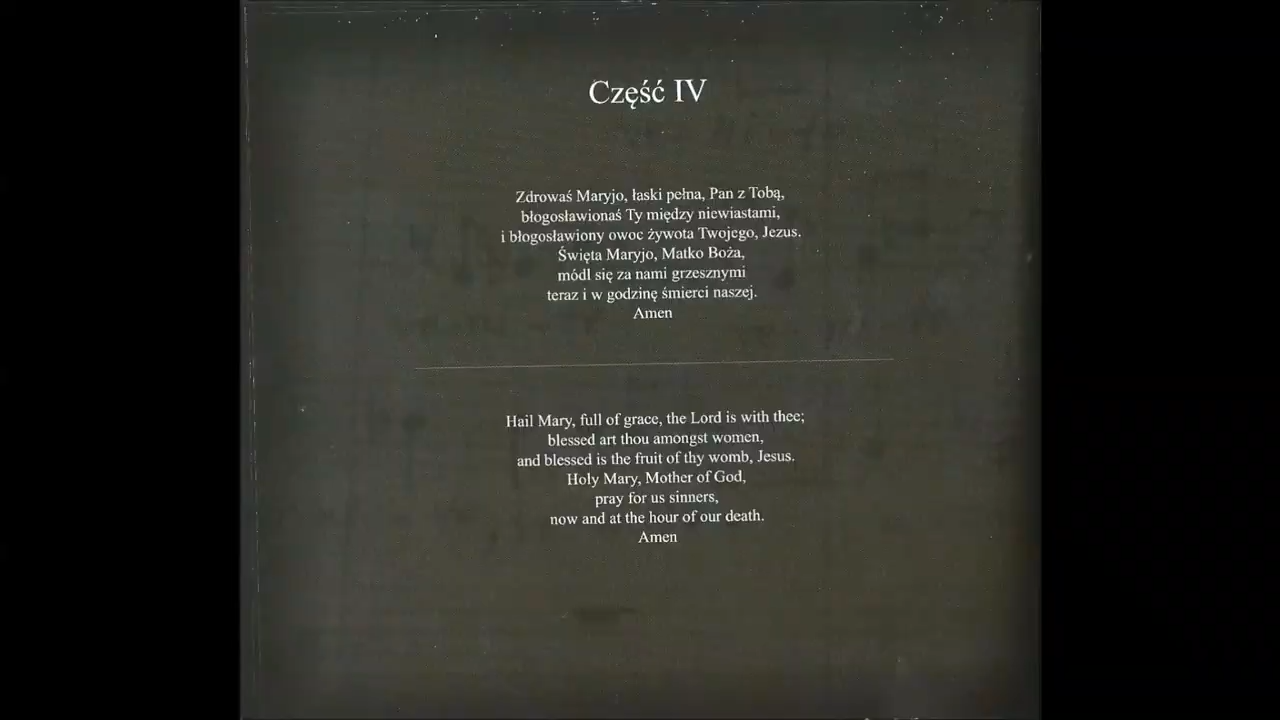 Część IV
Zdrowaś Maryjo, łaski pełna, Pan z Tobą,
błogosławionaś Ty między niewiastami,
i błogosławiony owoc żywota Twojego, Jezus.
Święta Maryjo, Matko Boża,
módl się za nami grzesznymi
teraz i w godzinę śmierci naszej.
Amen
Hail Mary, full of grace, the Lord is with thee;
blessed art thou amongst women,
and blessed is the fruit of thy womb, Jesus.
Holy Mary, Mother of God,
pray for us sinners,
now and at the hour of our death.
Amen